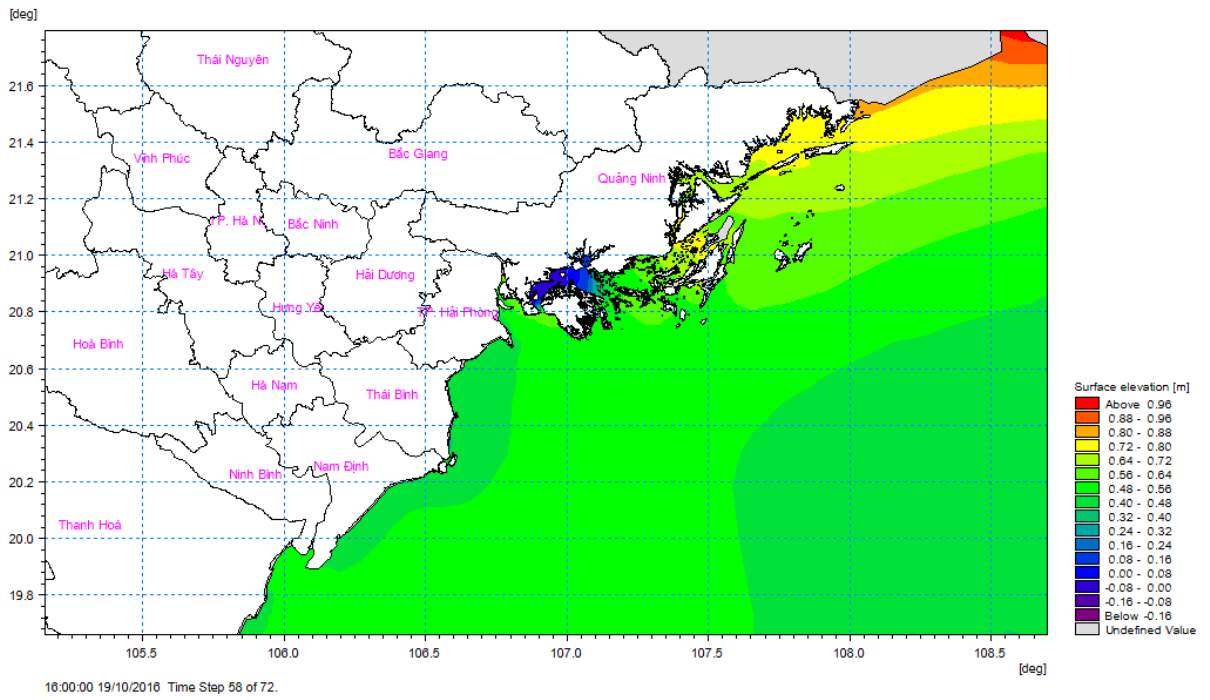 [deg]
21.6
21.4
21.2
21.0
20.8
20.6
20.4
20.2
20.0
19.8
Thái Nguyên
Vĩnh Phúc
Bắc Giang
Quảng Ninh
TP. Hà N
Bắc Ninh
Hà Tây
Hải Dương
Hưng Yê
TP. Hải Phòng
Hoà Bình
Hà Nam
Thái Bình
Ninh Bình
Nam Định
Thanh Hoá
105.5
106.0
106.5
107.0
107.5
108.0
108.5
[deg]
Surface elevation [m]
Above 0.96
0.88 - 0.96
0.80 - 0.88
0.72 - 0.80
0.64 - 0.72
0.56 - 0.64
0.48 - 0.56
0.40 - 0.48
0.32 - 0.40
0.24 - 0.32
0.16 - 0.24
0.08 - 0.16
0.00 - 0.08
-0.08 - 0.00
-0.16 - -0.08
Below -0.16
Undefined Value
16:00:00 19/10/2016 Time Step 58 of 72.